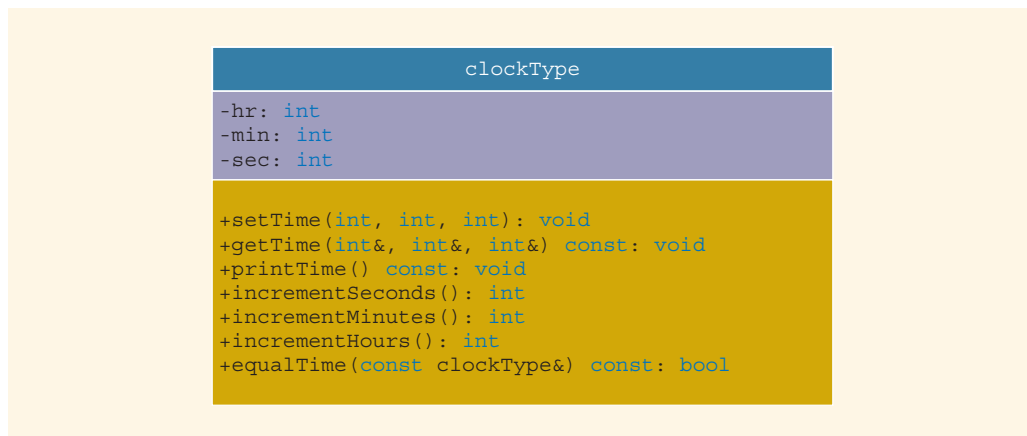 clockType
-hr: int
-min: int
-sec: int
+setTime(int, int, int): void
+getTime(int&, int&, int&) const: void
+printTime() const: void
+incrementSeconds(): int
+incrementMinutes(): int
+incrementHours(): int
+equalTime(const clockType&) const: bool